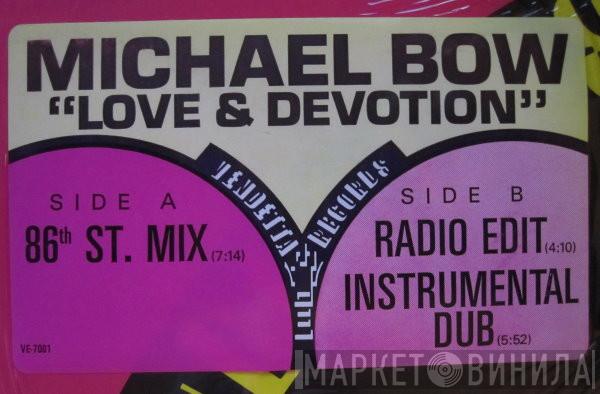 MICHAEL BOW
“LOVE & DEVOTION”
SIDE A
86th ST. MIX (7:14)
VENDETTA RECORDS
SIDE B
RADIO EDIT (4:10)
INSTRUMENTAL
DUB (5:52)
VE-7001
МАРКЕТ ВИНИЛА